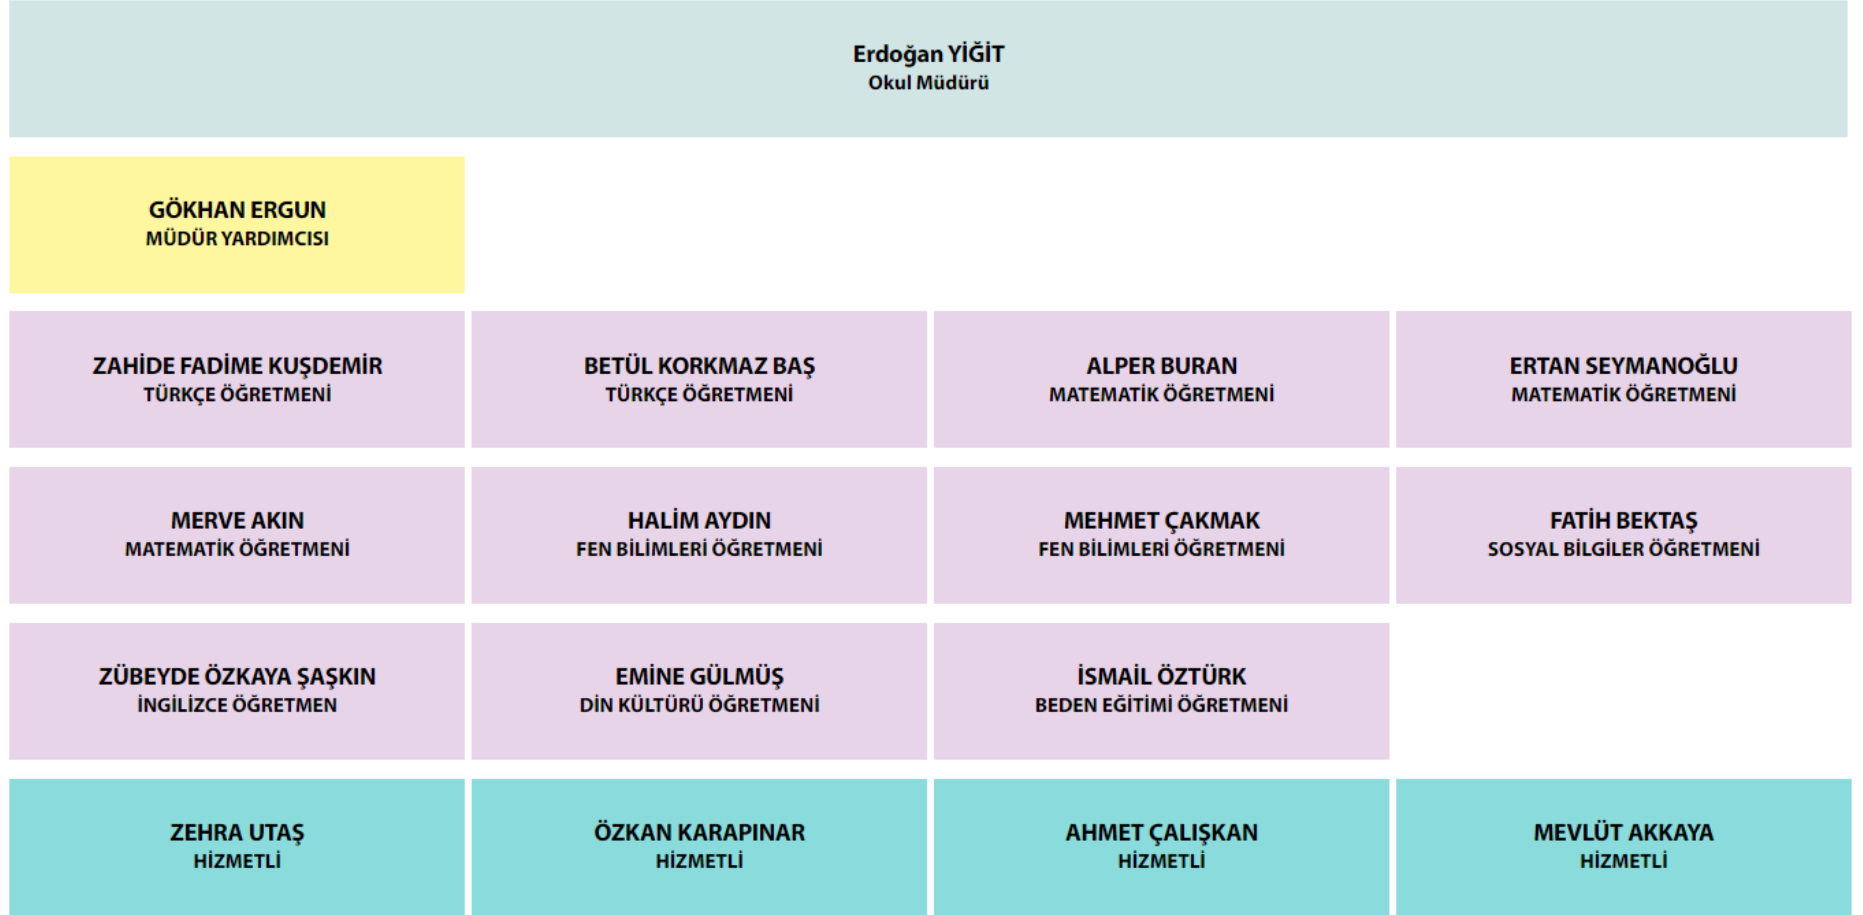 Erdoğan YİĞİT
Okul Müdürü
GÖKHAN ERGUN
MÜDÜR YARDIMCISI
ZAHİDE FADİME KUŞDEMİR
TÜRKÇE ÖĞRETMENİ
BETÜL KORKMAZ BAŞ
TÜRKÇE ÖĞRETMENİ
ALPER BURAN
MATEMATİK ÖĞRETMENİ
ERTAN SEYMANOĞLU
MATEMATİK ÖĞRETMENİ
MERVE AKIN
MATEMATİK ÖĞRETMENİ
HALİM AYDIN
FEN BİLİMLERİ ÖĞRETMENİ
MEHMET ÇAKMAK
FEN BİLİMLERİ ÖĞRETMENİ
FATİH BEKTAŞ
SOSYAL BİLGİLER ÖĞRETMENİ
ZÜBEYDE ÖZKAYA ŞAŞKIN
İNGİLİZCE ÖĞRETMEN
EMİNE GÜLMÜŞ
DİN KÜLTÜRÜ ÖĞRETMENİ
İSMAİL ÖZTÜRK
BEDEN EĞİTİMİ ÖĞRETMENİ
ZEHRA UTAŞ
HİZMETLİ
ÖZKAN KARAPINAR
HİZMETLİ
AHMET ÇALIŞKAN
HİZMETLİ
MEVLÜT AKKAYA
HİZMETLİ